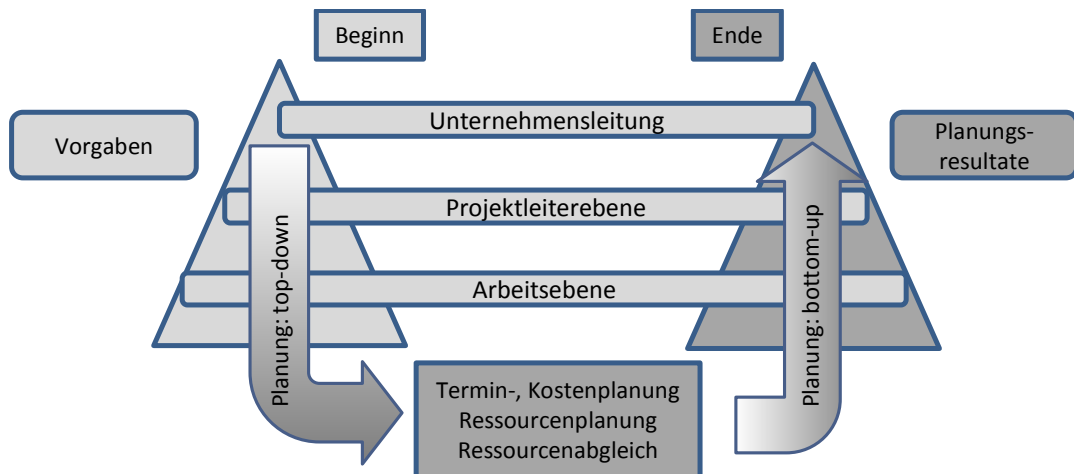 Beginn
Ende
Vorgaben
Unternehmensleitung
Planungs-
resultate
Projektleiterebene
Arbeitsebene
Planung: top-down
Planung: bottom-up
Termin-, Kostenplanung
Ressourcenplanung
Ressourcenabgleich